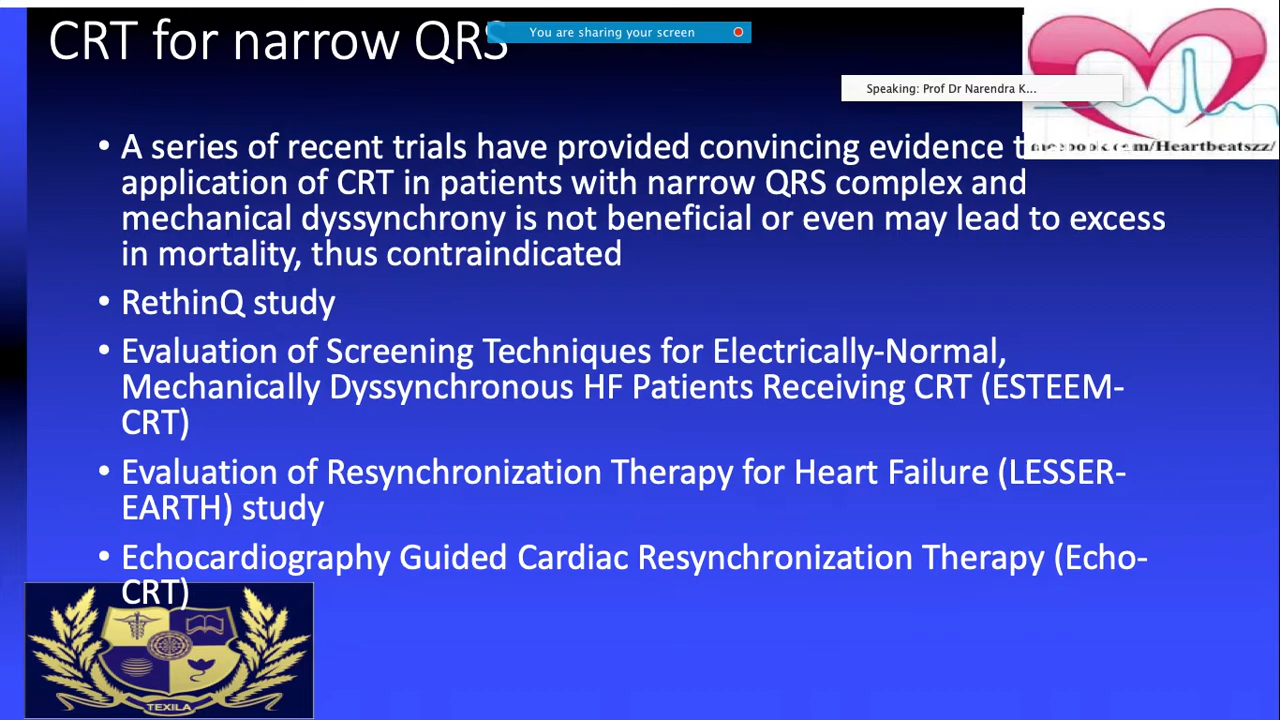 CRT for narrow QRS
You are sharing your screen
Speaking: Prof Dr Narendra K...
• A series of recent trials have provided convincing evidence
application of CRT in patients with narrow QRS complex and
mechanical dyssynchrony is not beneficial or even may lead to excess
in mortality, thus contraindicated
• RethinQ study
• Evaluation of Screening Techniques for Electrically-Normal,
Mechanically Dyssynchronous HF Patients Receiving CRT (ESTEEM-
CRT)
• Evaluation of Resynchronization Therapy for Heart Failure (LESSER-
EARTH) study
• Echocardiography Guided Cardiac Resynchronization Therapy (Echo-
CRT)
facebook.com/Heartbeatszz/
TEXILA